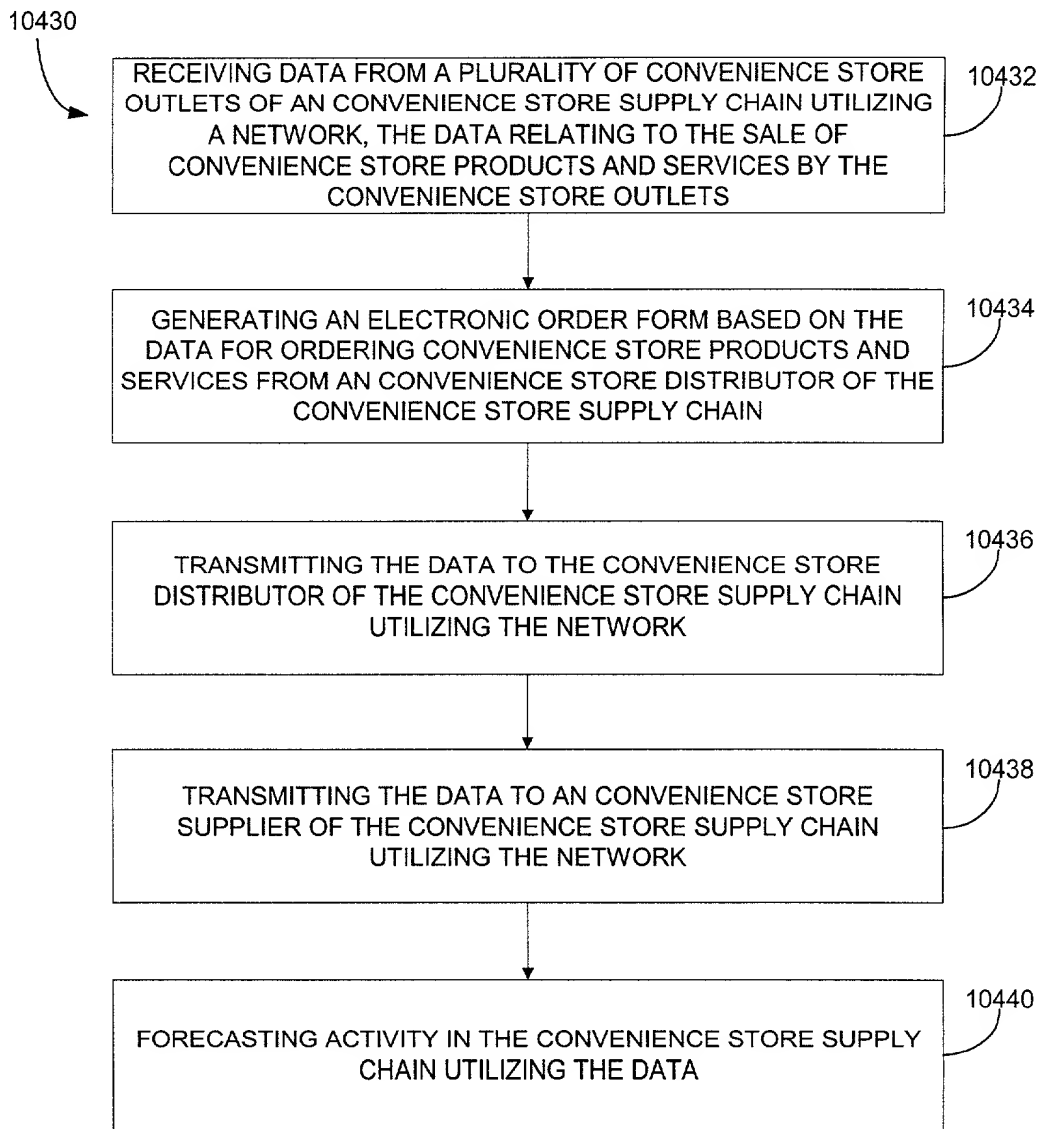 10430
RECEIVING DATA FROM A PLURALITY OF CONVENIENCE STORE
OUTLETS OF AN CONVENIENCE STORE SUPPLY CHAIN UTILIZING
A NETWORK, THE DATA RELATING TO THE SALE OF
CONVENIENCE STORE PRODUCTS AND SERVICES BY THE
CONVENIENCE STORE OUTLETS
10432
GENERATING AN ELECTRONIC ORDER FORM BASED ON THE
DATA FOR ORDERING CONVENIENCE STORE PRODUCTS AND
SERVICES FROM AN CONVENIENCE STORE DISTRIBUTOR OF THE
CONVENIENCE STORE SUPPLY CHAIN
10434
TRANSMITTING THE DATA TO THE CONVENIENCE STORE
DISTRIBUTOR OF THE CONVENIENCE STORE SUPPLY CHAIN
UTILIZING THE NETWORK
10436
TRANSMITTING THE DATA TO AN CONVENIENCE STORE
SUPPLIER OF THE CONVENIENCE STORE SUPPLY CHAIN
UTILIZING THE NETWORK
10438
FORECASTING ACTIVITY IN THE CONVENIENCE STORE SUPPLY
CHAIN UTILIZING THE DATA
10440